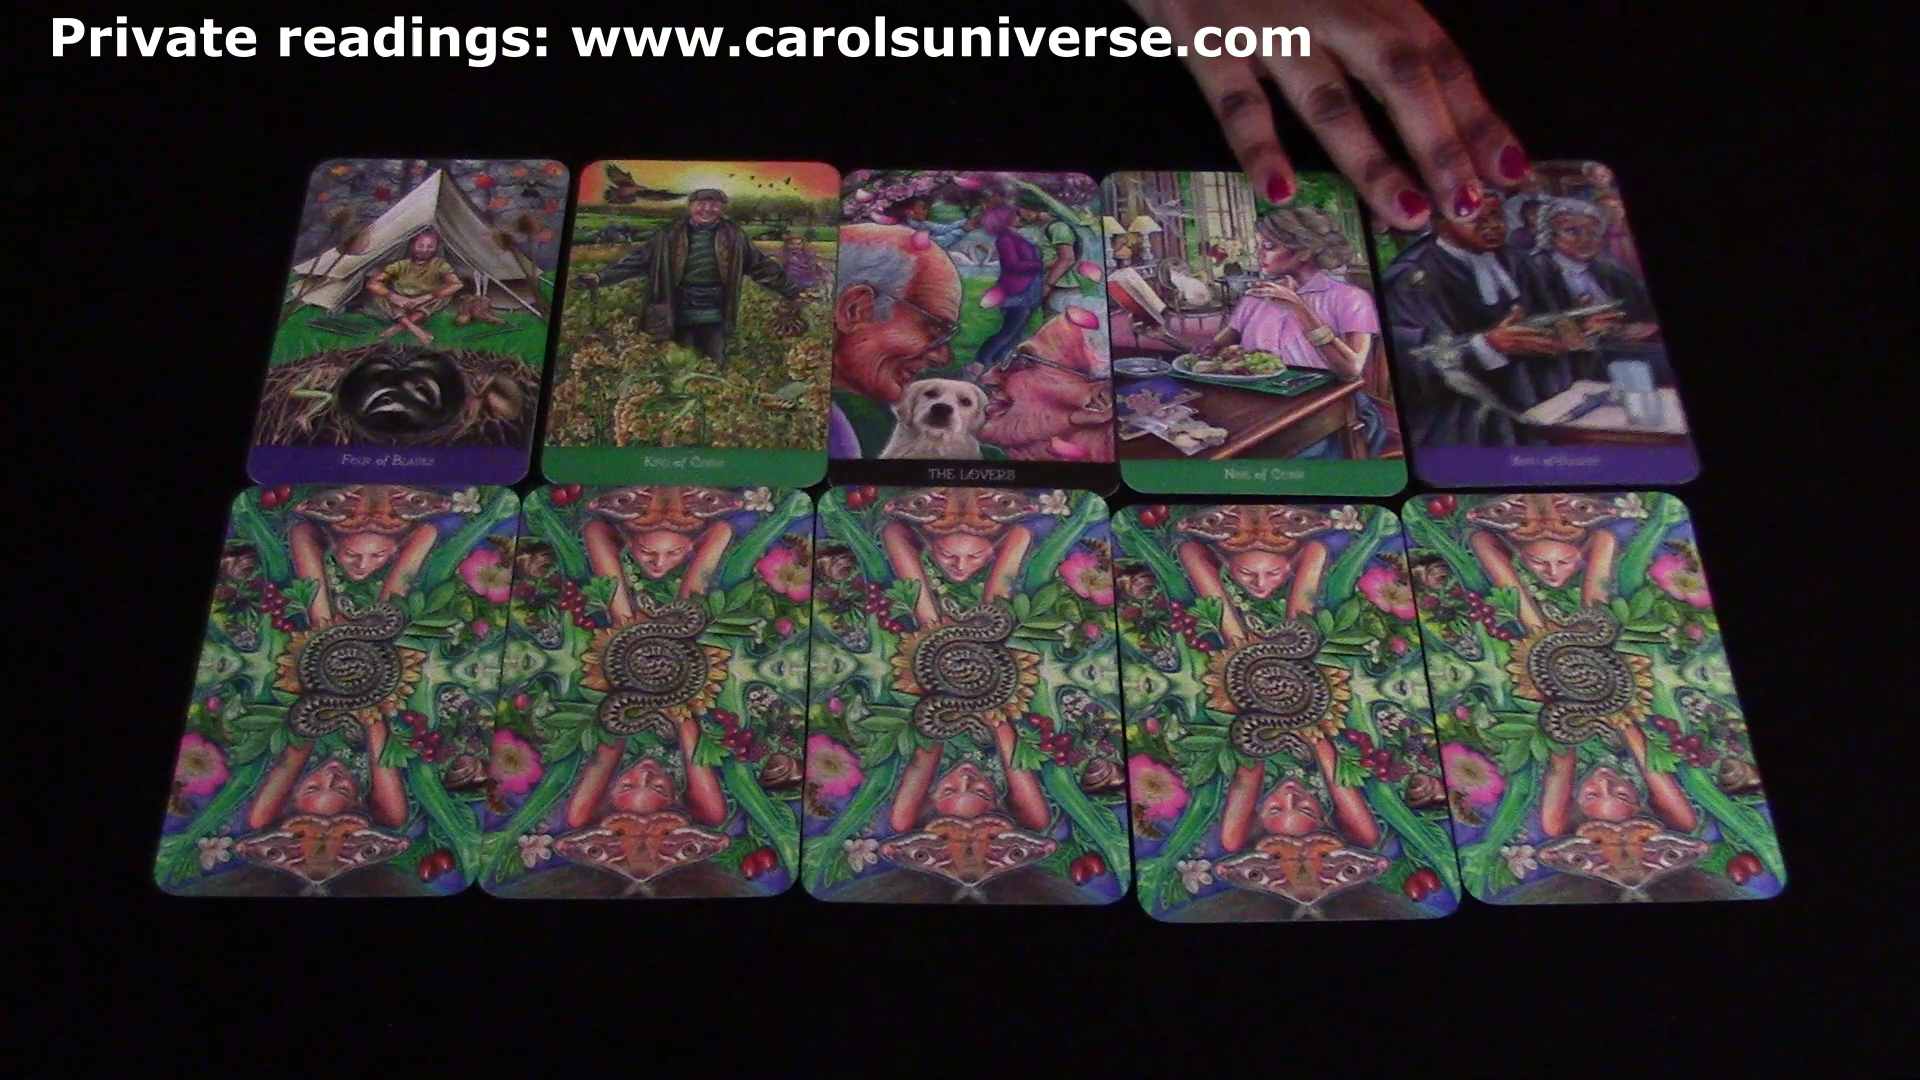 Private readings: www.carolsuniverse.com
Four of Blades
King of Coins
THE LOVERS
Nine of Coins